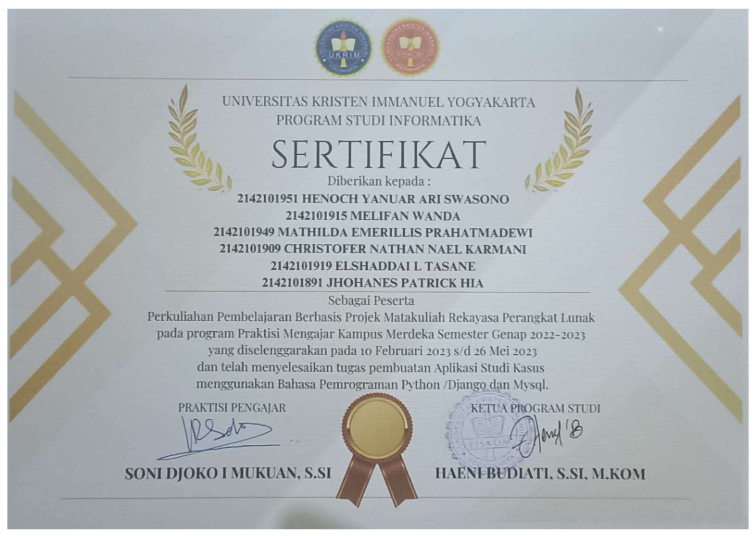 UKRIM
UNIVERSITAS KRISTEN IMMANUEL YOGYAKARTA
PROGRAM STUDI INFORMATIKA
SERTIFIKAT
Diberikan kepada :
2142101951 HENOCH YANUAR ARI SWASONO
2142101915 MELIFAN WANDA
2142101949 MATHILDA EMERILLIS PRAHATMADEWI
2142101909 CHRISTOFER NATHAN NAEL KARMANI
2142101919 ELSHADDAI L TASANE
2142101891 JHOHANES PATRICK HIA
Sebagai Peserta
Perkuliahan Pembelajaran Berbasis Projek Matakuliah Rekayasa Perangkat Lunak
pada program Praktisi Mengajar Kampus Merdeka Semester Genap 2022-2023
yang diselenggarakan pada 10 Februari 2023 s/d 26 Mei 2023
dan telah menyelesaikan tugas pembuatan Aplikasi Studi Kasus
menggunakan Bahasa Pemrograman Python /Django dan Mysql.
PRAKTISI PENGAJAR
KETUA PROGRAM STUDI
SONI DJOKO I MUKUAN, S.SI
HAENI BUDIATI, S.SI, M.KOM